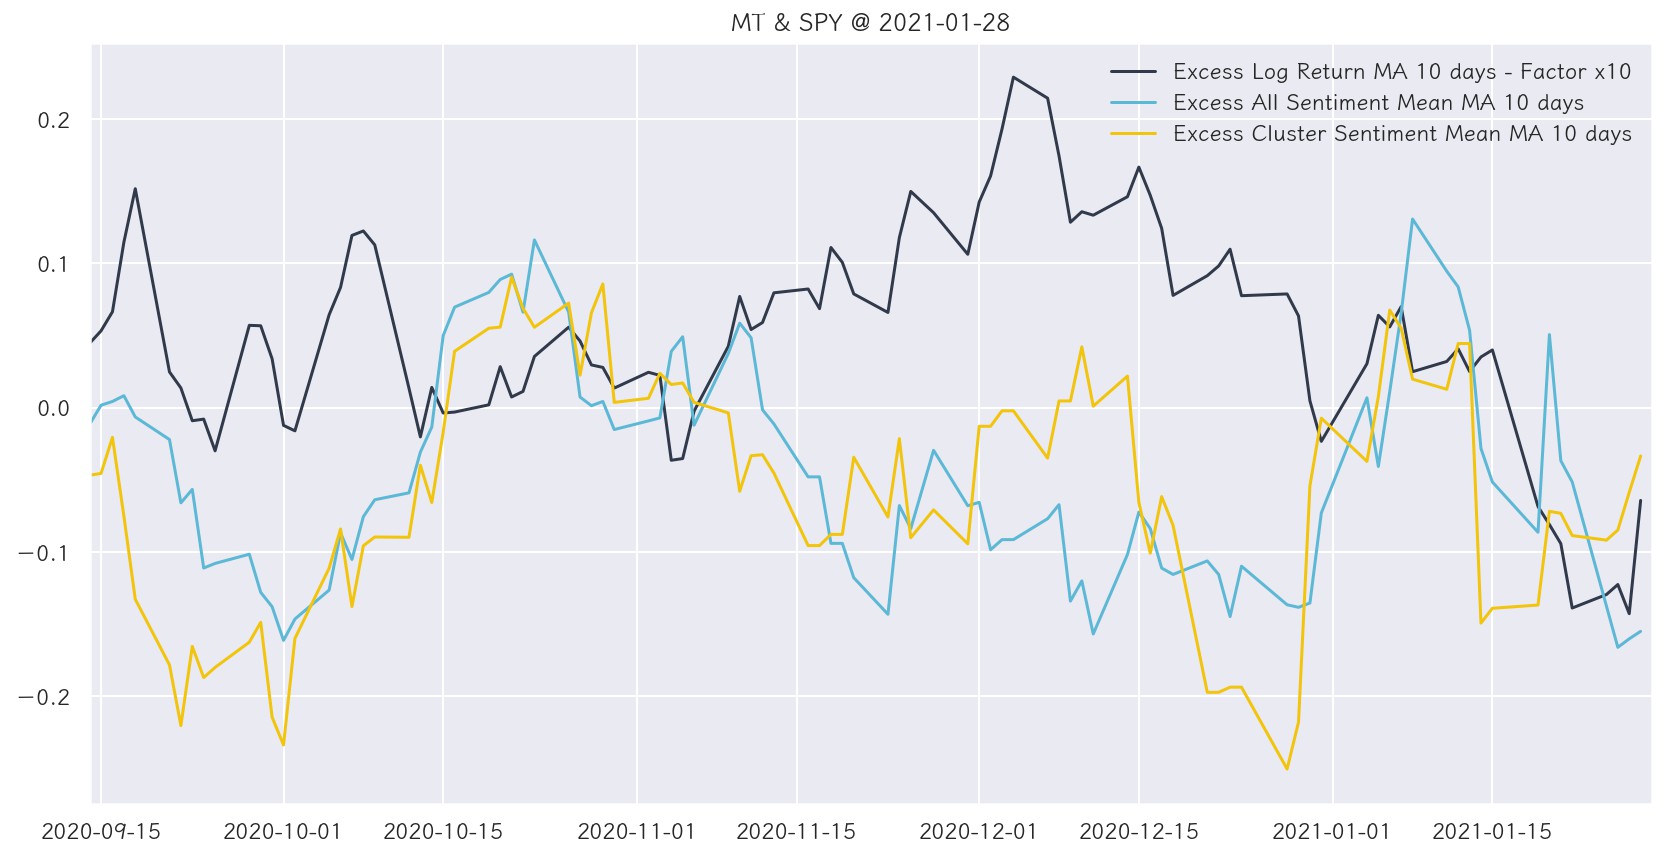 MT & SPY @ 2021-01-28
Excess Log Return MA 10 days - Factor x10
Excess All Sentiment Mean MA 10 days
Excess Cluster Sentiment Mean MA 10 days
0.2
0.1
0.0
−0.1
−0.2
2020-09-15 2020-10-01 2020-10-15 2020-11-01 2020-11-15 2020-12-01 2020-12-15 2021-01-01 2021-01-15